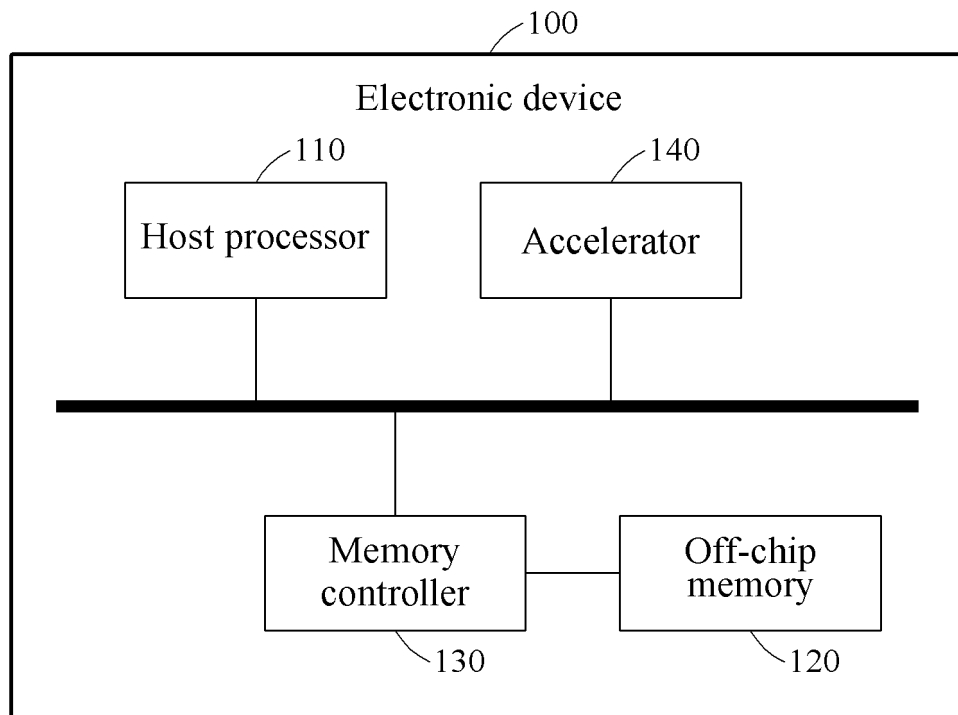 100
Electronic device
110
140
Host processor
Accelerator
Memory
controller
Off-chip
memory
130
120